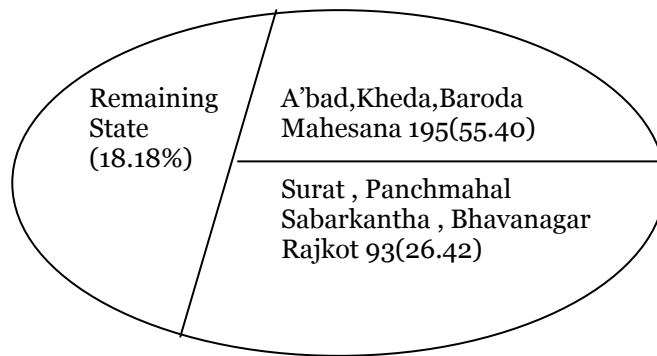 Remaining
State
(18.18%)
A’bad,Kheda,Baroda
Mahesana 195(55.40)
Surat , Panchmahal
Sabarkantha , Bhavanagar
Rajkot 93(26.42)